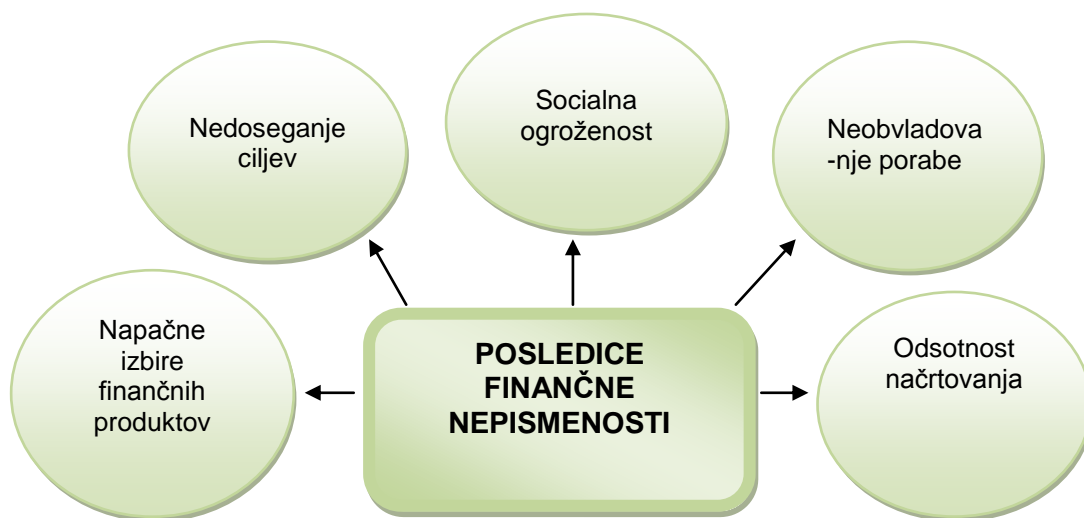 Nedoseganje
ciljev
Socialna
ogroženost
Neobvladova
-nje porabe
Napačne
izbire
finančnih
produktov
POSLEDICE
FINANČNE
NEPISMENOSTI
Odsotnost
načrtovanja